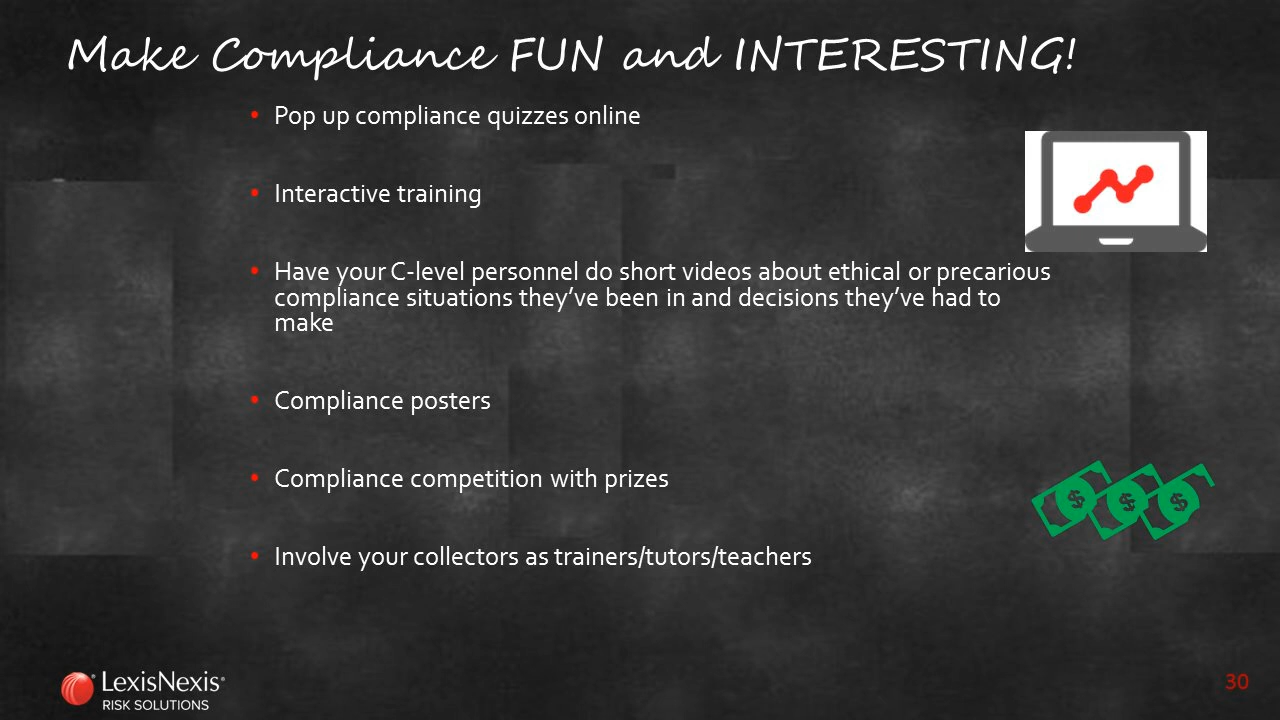 Make Compliance FUN and INTERESTING!
• Pop up compliance quizzes online
• Interactive training
• Have your C-level personnel do short videos about ethical or precarious
compliance situations they’ve been in and decisions they’ve had to
make
• Compliance posters
• Compliance competition with prizes
• Involve your collectors as trainers/tutors/teachers
$ $ $
LexisNexis®
RISK SOLUTIONS
30